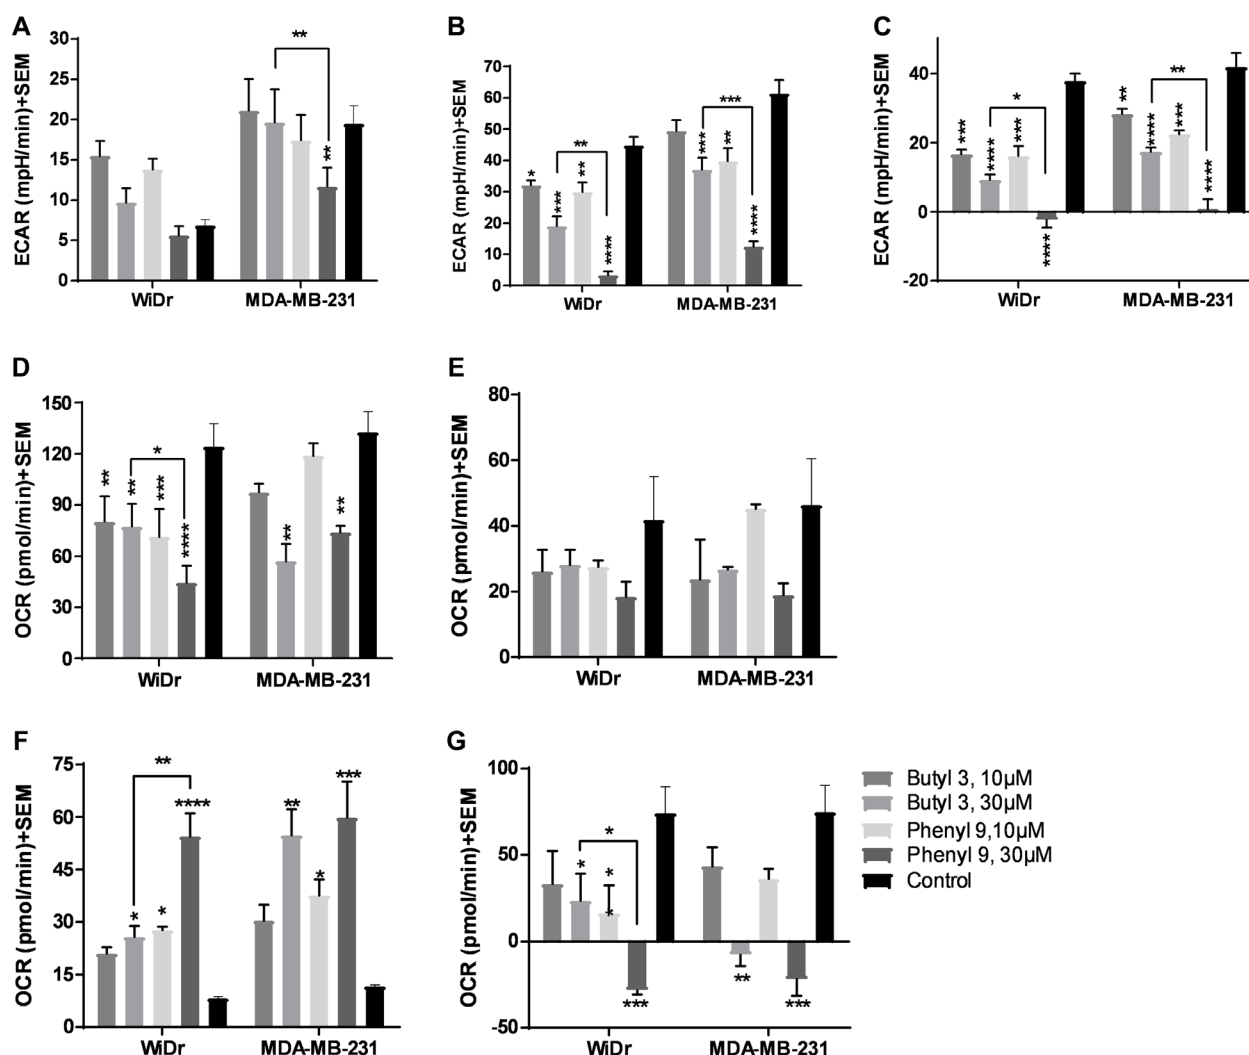 A
ECAR (mpH/min)+SEM
30
25
20
15
10
5
0
**
**
WiDr
MDA-MB-231
B
ECAR (mpH/min)+SEM
70
60
50
40
30
20
10
0
*
***
**
**
****
***
***
**
****
WiDr
MDA-MB-231
C
ECAR (mpH/min)+SEM
40
20
0
-20
***
****
*
***
****
**
****
**
***
****
WiDr
MDA-MB-231
D
OCR (pmol/min)+SEM
150
120
90
60
30
0
**
**
*
***
****
**
**
WiDr
MDA-MB-231
E
OCR (pmol/min)+SEM
80
60
40
20
0
WiDr
MDA-MB-231
F
OCR (pmol/min)+SEM
75
60
45
30
15
0
**
*
*
****
**
*
***
WiDr
MDA-MB-231
G
OCR (pmol/min)+SEM
100
50
0
-50
*
*
*
*
***
**
***
WiDr
MDA-MB-231
Butyl 3, 10µM
Butyl 3, 30µM
Phenyl 9,10µM
Phenyl 9, 30µM
Control